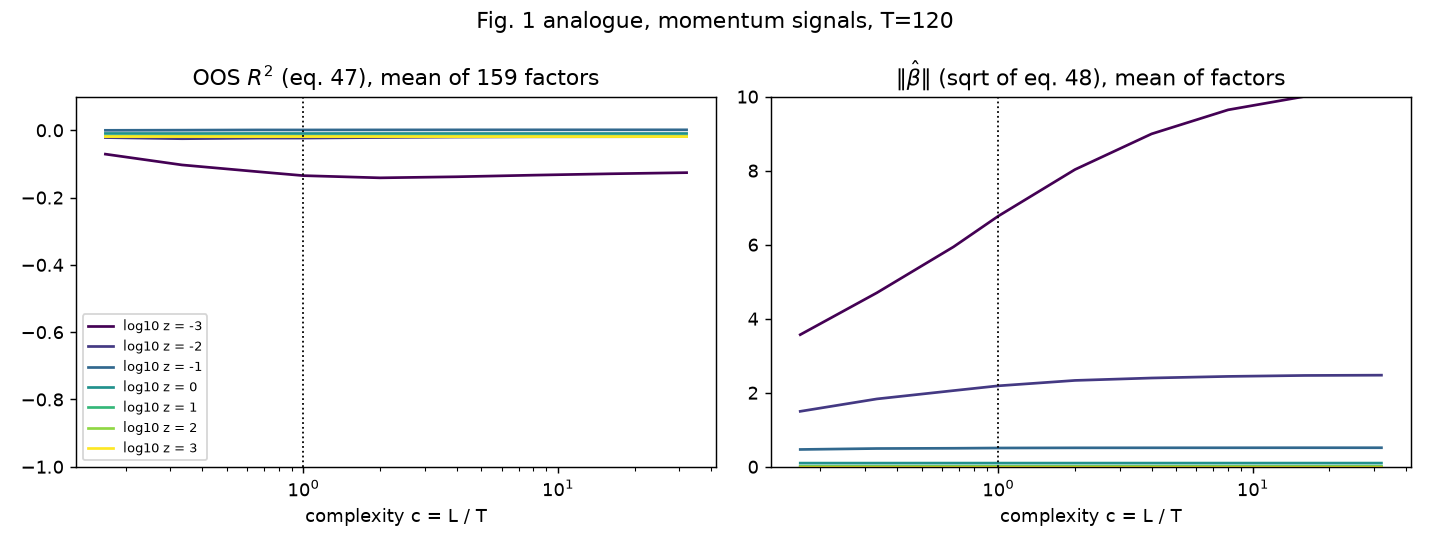 Fig. 1 analogue, momentum signals, T=120
OOS R² (eq. 47), mean of 159 factors
0.0
−0.2
−0.4
−0.6
−0.8
−1.0
log10 z = -3
log10 z = -2
log10 z = -1
log10 z = 0
log10 z = 1
log10 z = 2
log10 z = 3
10⁰
10¹
complexity c = L / T
‖β̂‖ (sqrt of eq. 48), mean of factors
10
8
6
4
2
0
10⁰
10¹
complexity c = L / T